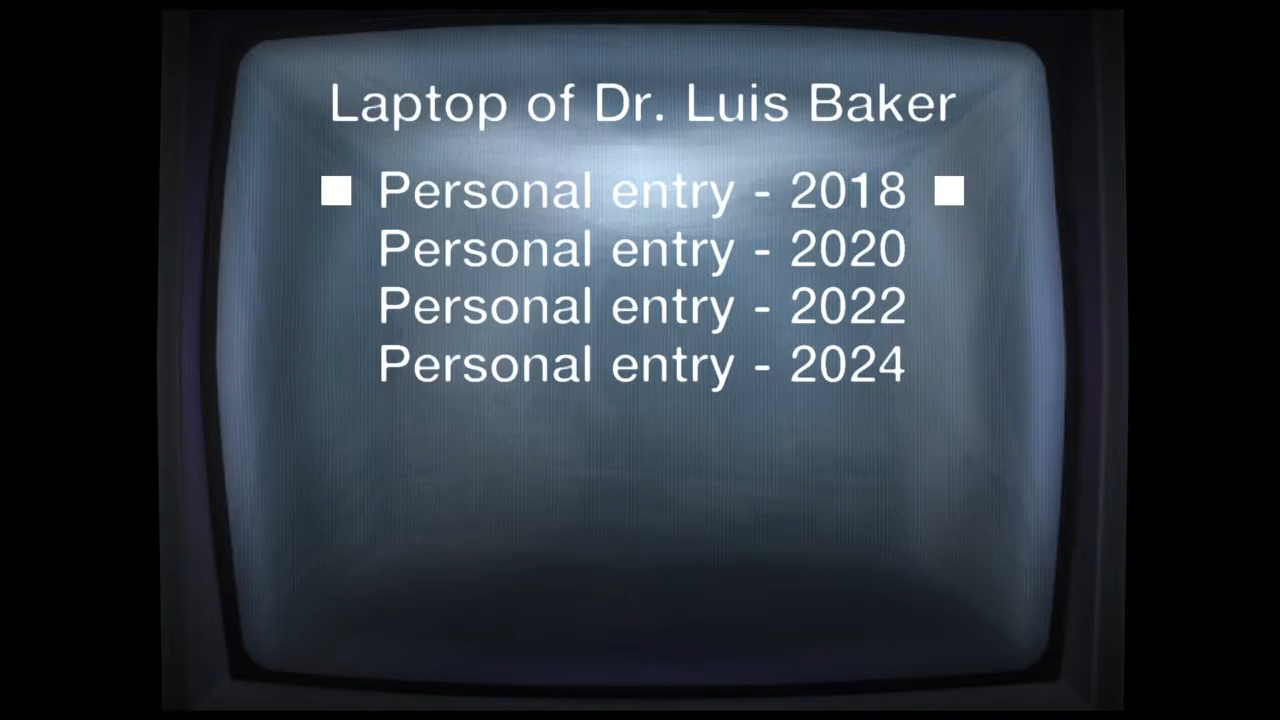 Laptop of Dr. Luis Baker
■ Personal entry - 2018 ■
Personal entry - 2020
Personal entry - 2022
Personal entry - 2024